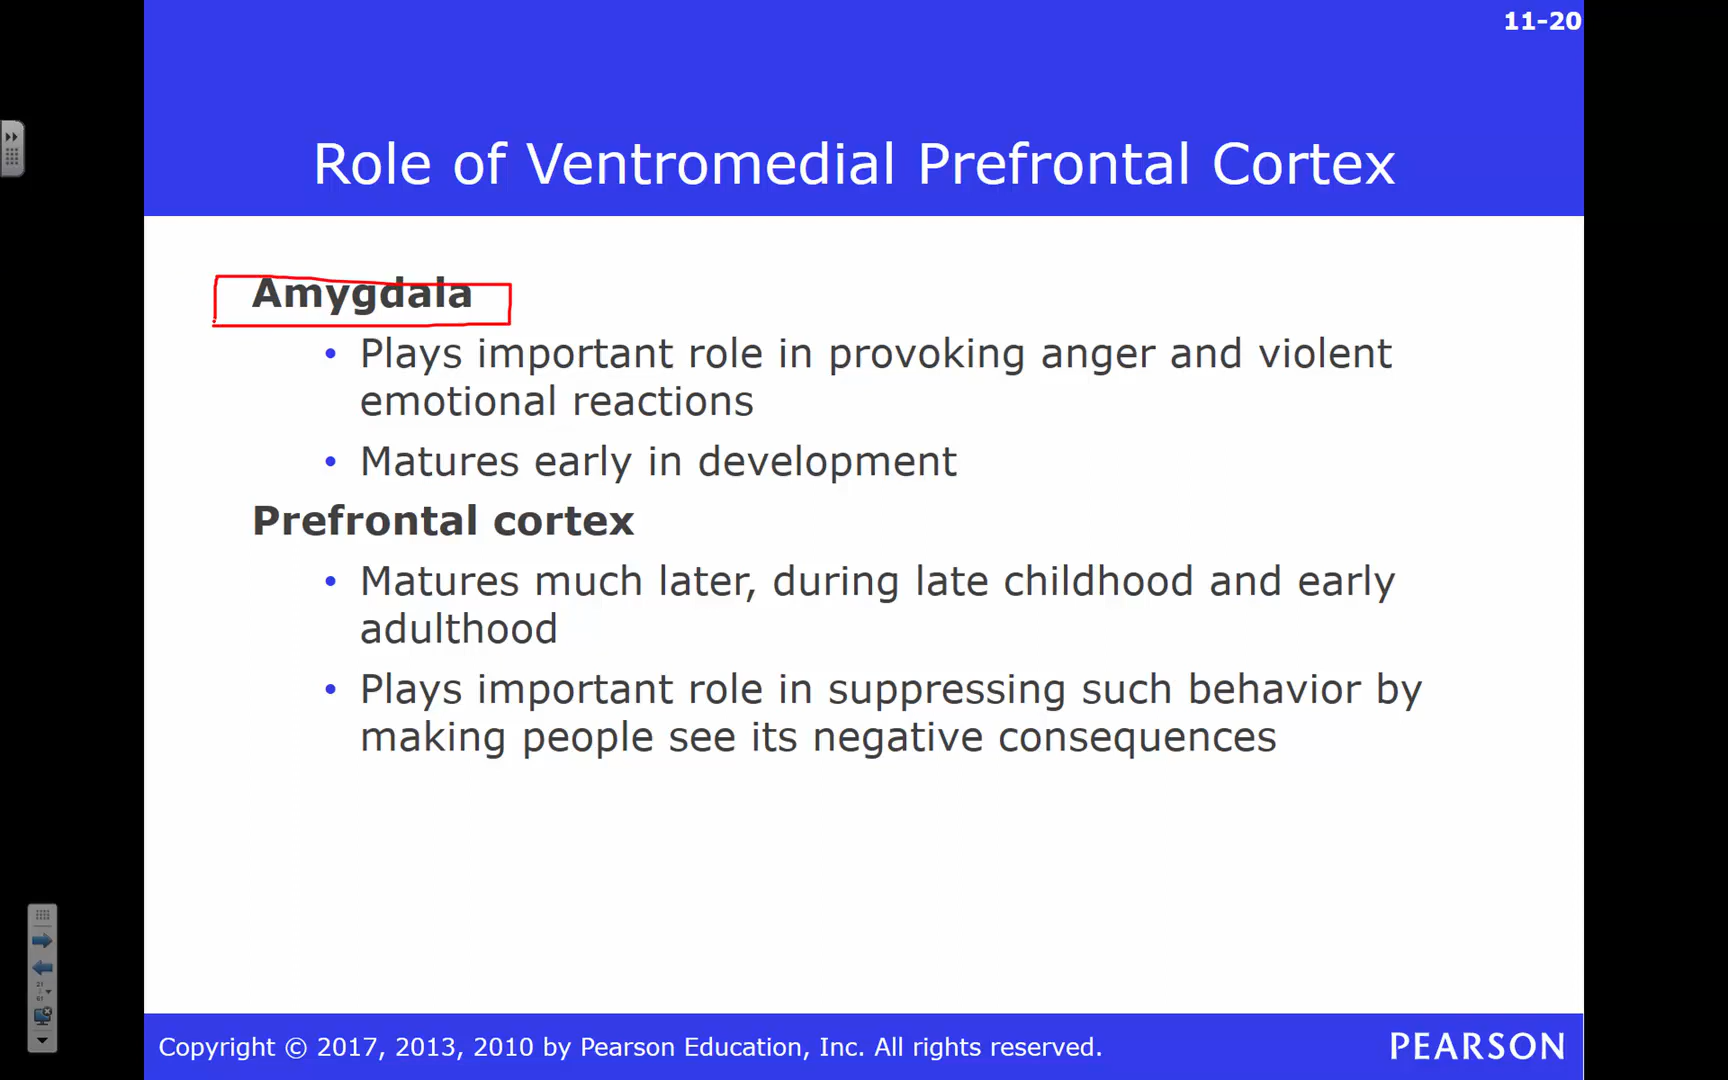 11-20
Role of Ventromedial Prefrontal Cortex
Amygdala
• Plays important role in provoking anger and violent
emotional reactions
• Matures early in development
Prefrontal cortex
• Matures much later, during late childhood and early
adulthood
• Plays important role in suppressing such behavior by
making people see its negative consequences
Copyright © 2017, 2013, 2010 by Pearson Education, Inc. All rights reserved.
PEARSON